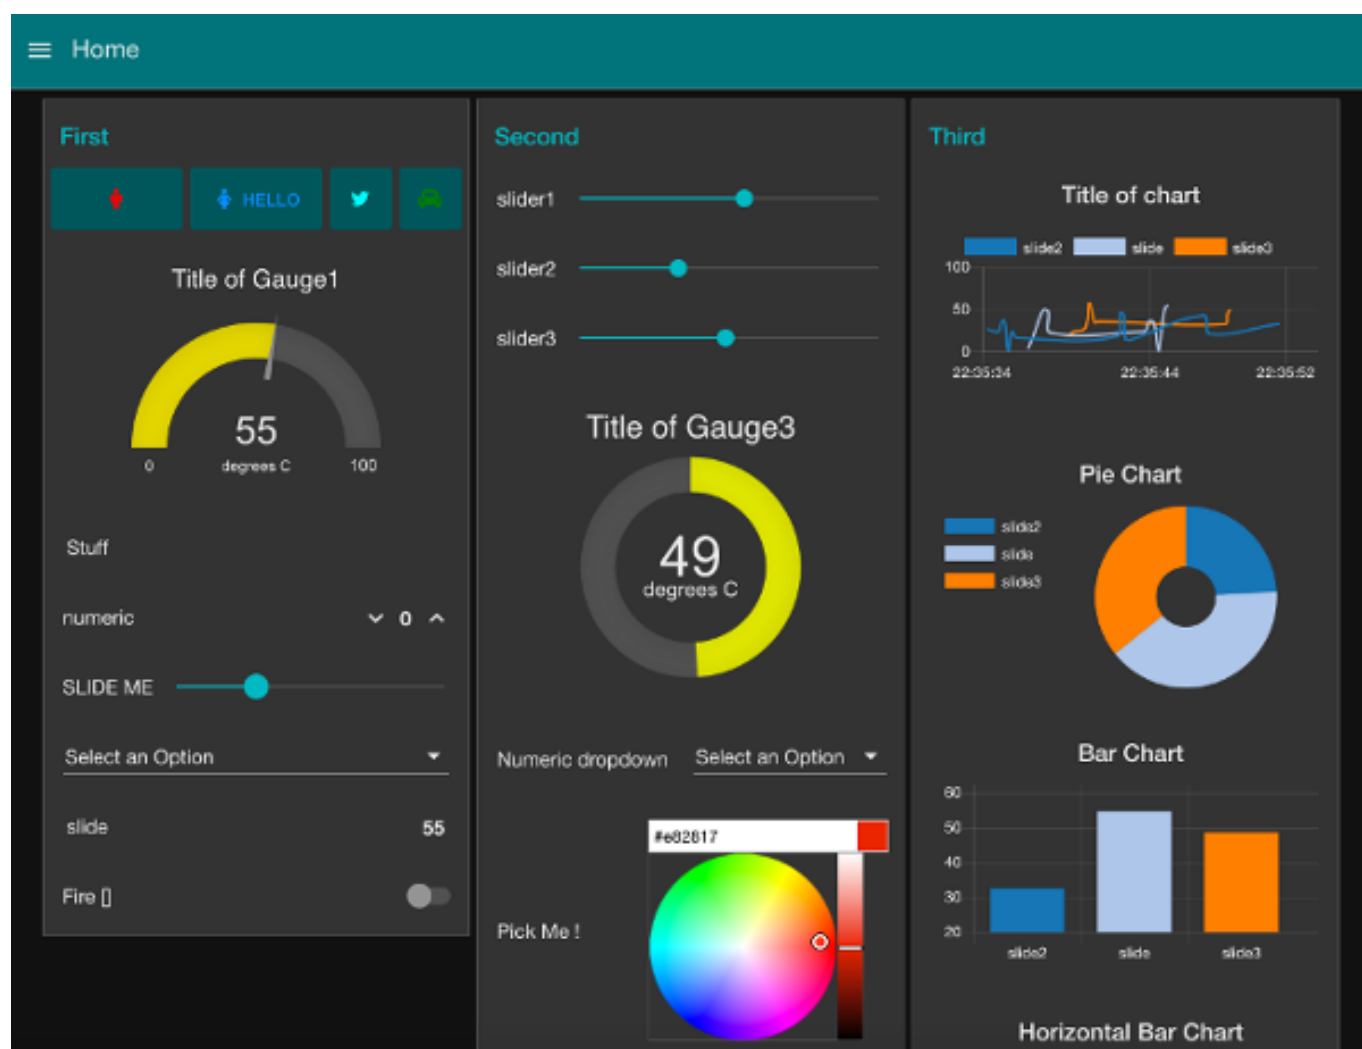 Home
First
HELLO
Title of Gauge1
55
0
degrees C
100
Stuff
numeric
0
SLIDE ME
Select an Option
slide
55
Fire []
Second
slider1
slider2
slider3
Title of Gauge3
49
degrees C
Numeric dropdown
Select an Option
#e82817
Pick Me !
Third
Title of chart
slide2 slide slide3
100
50
0
22:35:34 22:35:44 22:35:52
Pie Chart
slide2
slide
slide3
Bar Chart
60
50
40
30
20
slide2 slide slide3
Horizontal Bar Chart